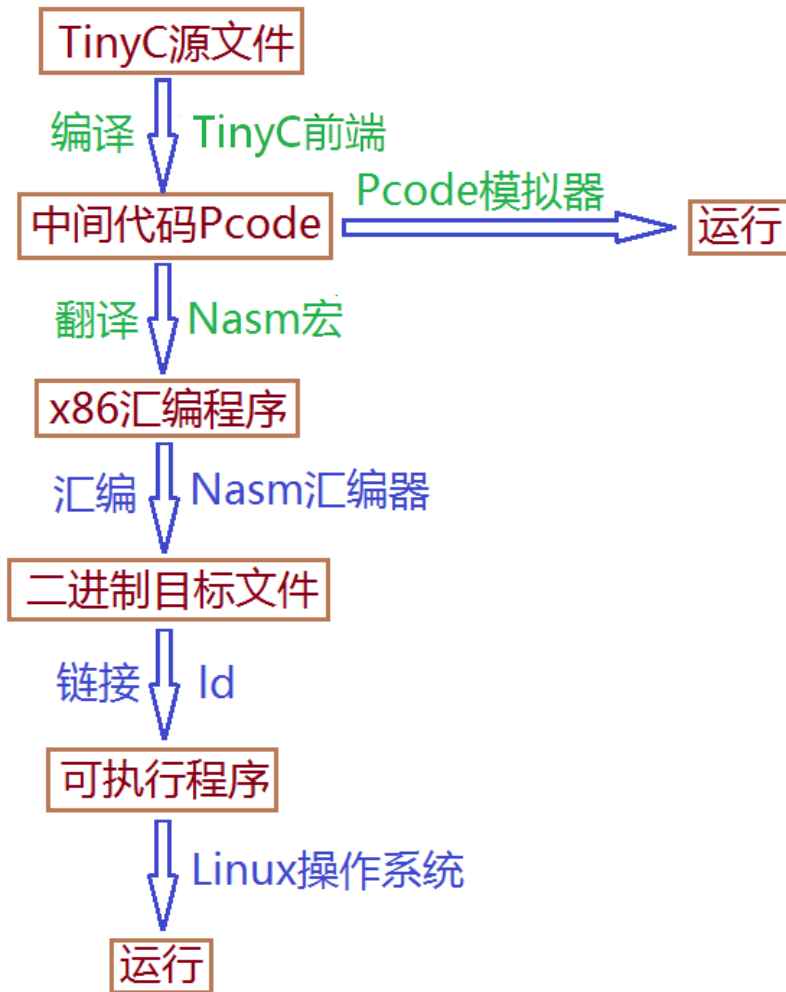 TinyC源文件
编译 TinyC前端
Pcode模拟器
中间代码Pcode
运行
翻译 Nasm宏
x86汇编程序
汇编 Nasm汇编器
二进制目标文件
链接 ld
可执行程序
Linux操作系统
运行